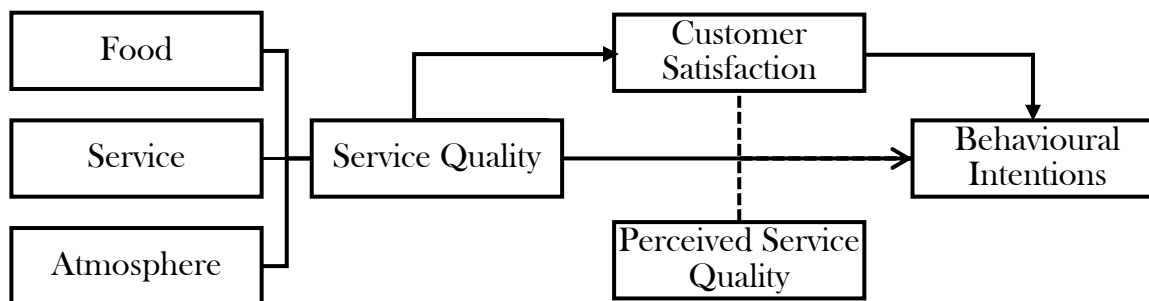 Food
Service
Atmosphere
Service Quality
Customer
Satisfaction
Perceived Service
Quality
Behavioural
Intentions